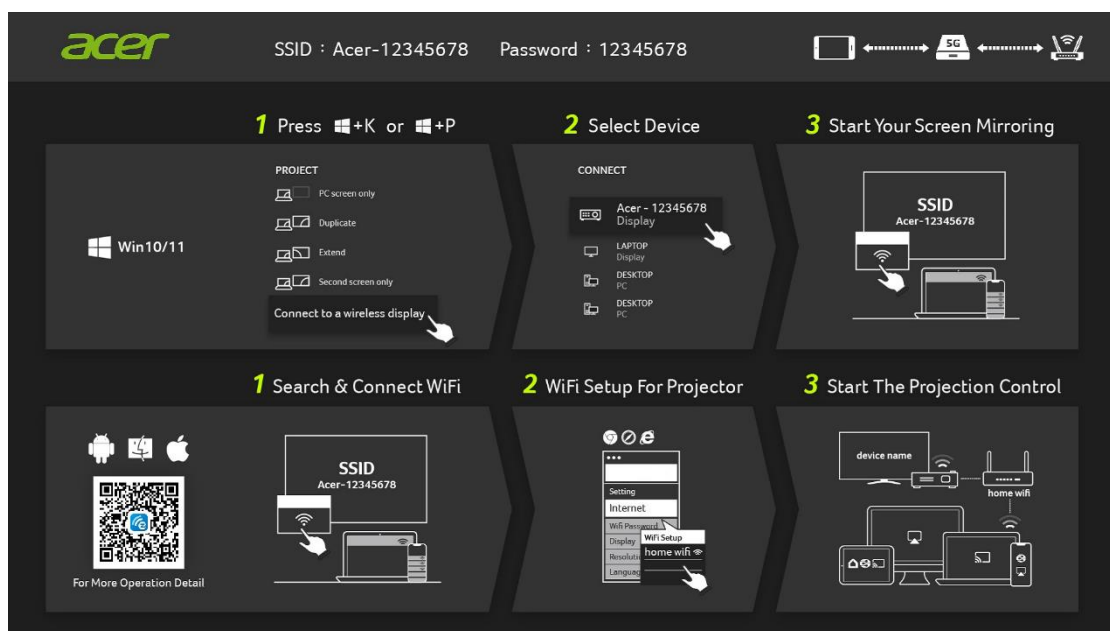 acer
SSID : Acer-12345678 Password : 12345678
5G
1 Press +K or +P
2 Select Device
3 Start Your Screen Mirroring
Win10/11
PROJECT
PC screen only
Duplicate
Extend
Second screen only
Connect to a wireless display
CONNECT
Acer - 12345678
Display
LAPTOP
Display
DESKTOP
PC
DESKTOP
PC
SSID
Acer-12345678
1 Search & Connect WiFi
2 WiFi Setup For Projector
3 Start The Projection Control
For More Operation Detail
SSID
Acer-12345678
Setting
Internet
Wifi Password
Display
WiFi Setup
home wifi
device name
home wifi